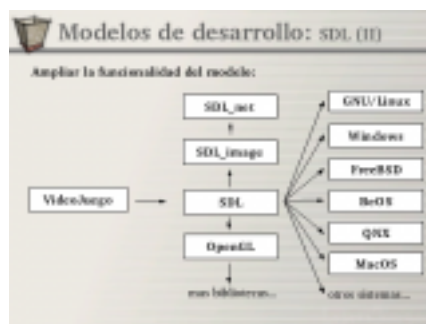 Modelos de desarrollo: SDL (II)
Ampliar la funcionalidad del modelo:
SDL_net
SDL_image
VideoJuego
SDL
OpenGL
mas bibliotecas...
GNU/Linux
Windows
FreeBSD
BeOS
QNX
MacOS
otros sistemas...